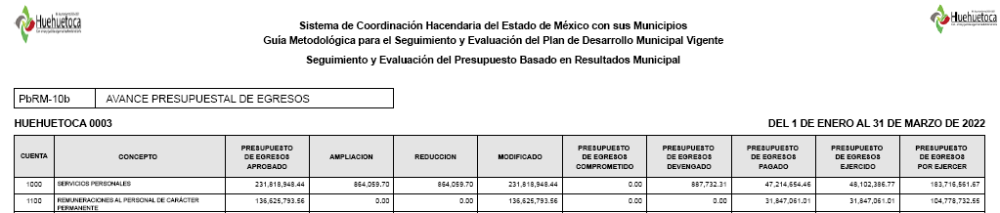 Huehuetoca
Huehuetoca
Sistema de Coordinación Hacendaria del Estado de México con sus Municipios
Guía Metodológica para el Seguimiento y Evaluación del Plan de Desarrollo Municipal Vigente
Seguimiento y Evaluación del Presupuesto Basado en Resultados Municipal
PbRM-10b AVANCE PRESUPUESTAL DE EGRESOS
HUEHUETOCA 0003 DEL 1 DE ENERO AL 31 DE MARZO DE 2022
CUENTA CONCEPTO PRESUPUESTO DE EGRESOS APROBADO AMPLIACION REDUCCION MODIFICADO PRESUPUESTO DE EGRESOS COMPROMETIDO PRESUPUESTO DE EGRESOS DEVENGADO PRESUPUESTO DE EGRESOS PAGADO PRESUPUESTO DE EGRESOS EJERCIDO PRESUPUESTO DE EGRESOS POR EJERCER
1000 SERVICIOS PERSONALES 231,818,948.44 864,059.70 864,059.70 231,818,948.44 0.00 887,732.31 47,214,654.46 48,102,386.77 183,716,561.67
1100 REMUNERACIONES AL PERSONAL DE CARÁCTER PERMANENTE 136,625,793.56 0.00 0.00 136,625,793.56 0.00 0.00 31,847,061.01 31,847,061.01 104,778,732.55